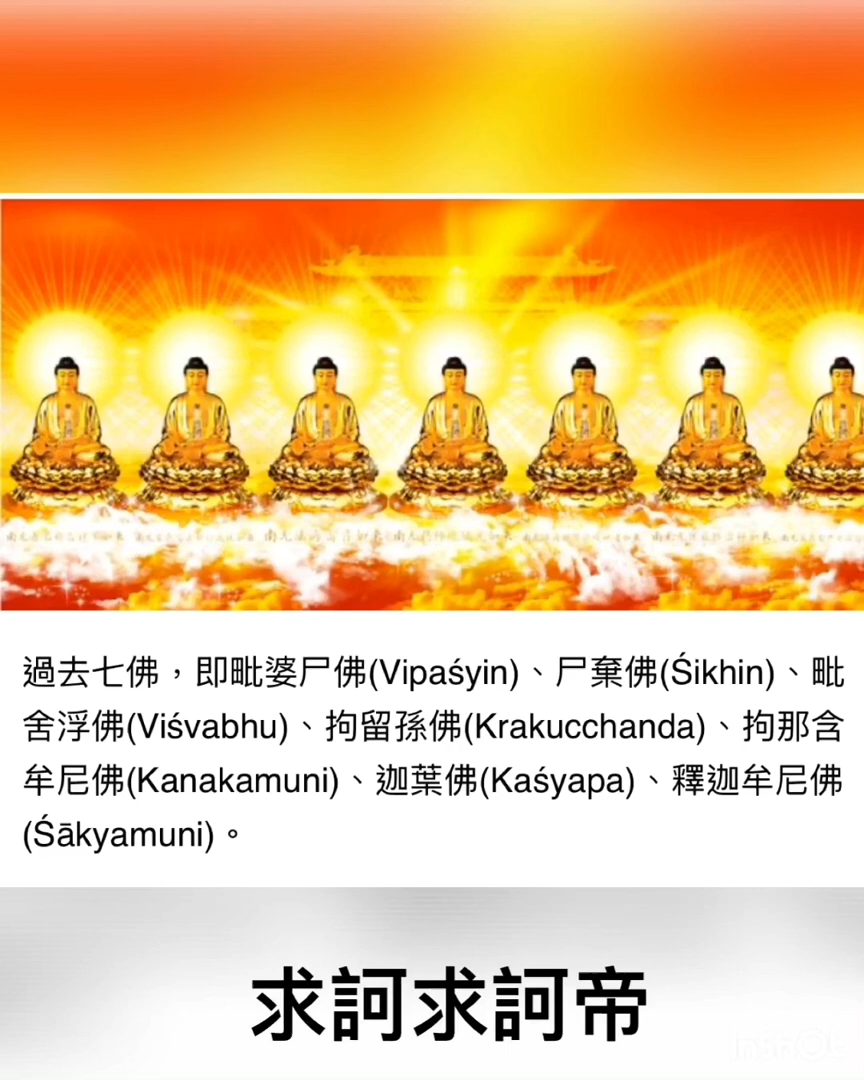 過去七佛，即毗婆尸佛(Vipaśyin)、尸棄佛(Śikhin)、毗
舍浮佛(Viśvabhu)、拘留孫佛(Krakucchanda)、拘那含
牟尼佛(Kanakamuni)、迦葉佛(Kaśyapa)、釋迦牟尼佛
(Śākyamuni)。
求訶求訶帝